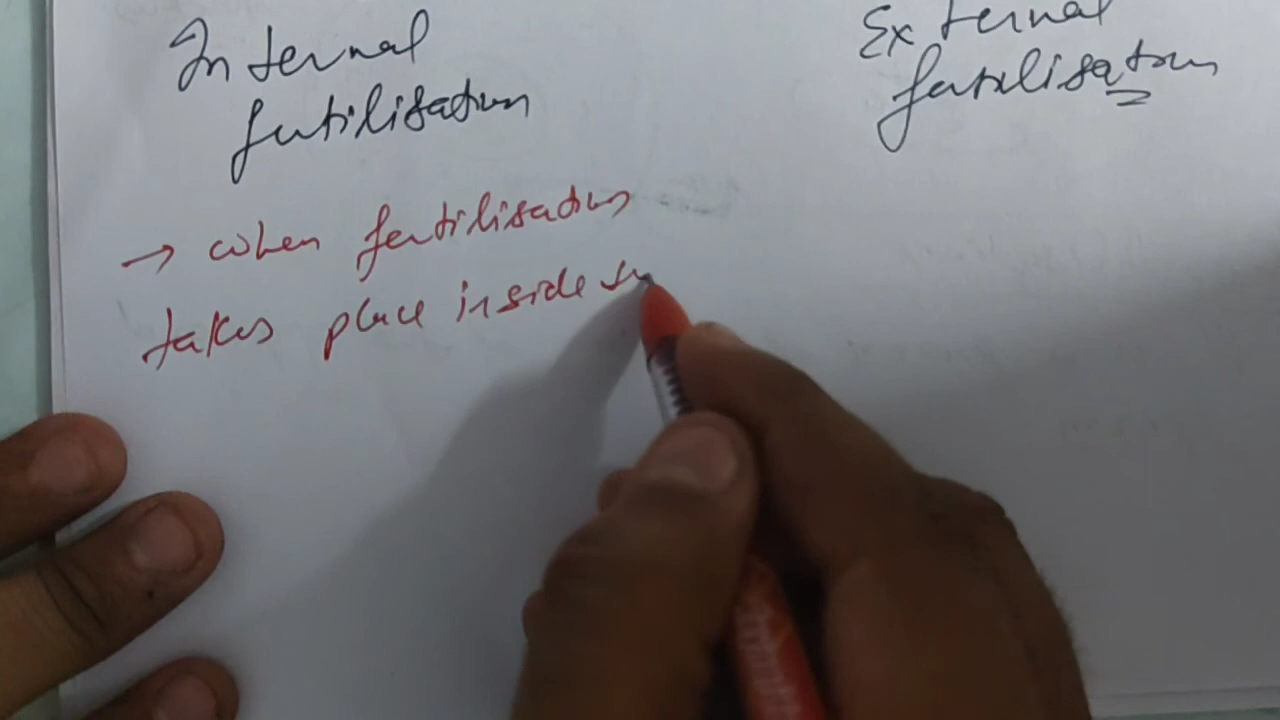 Internal
fertilisation
External
fertilisation
→ when fertilisation
takes place inside